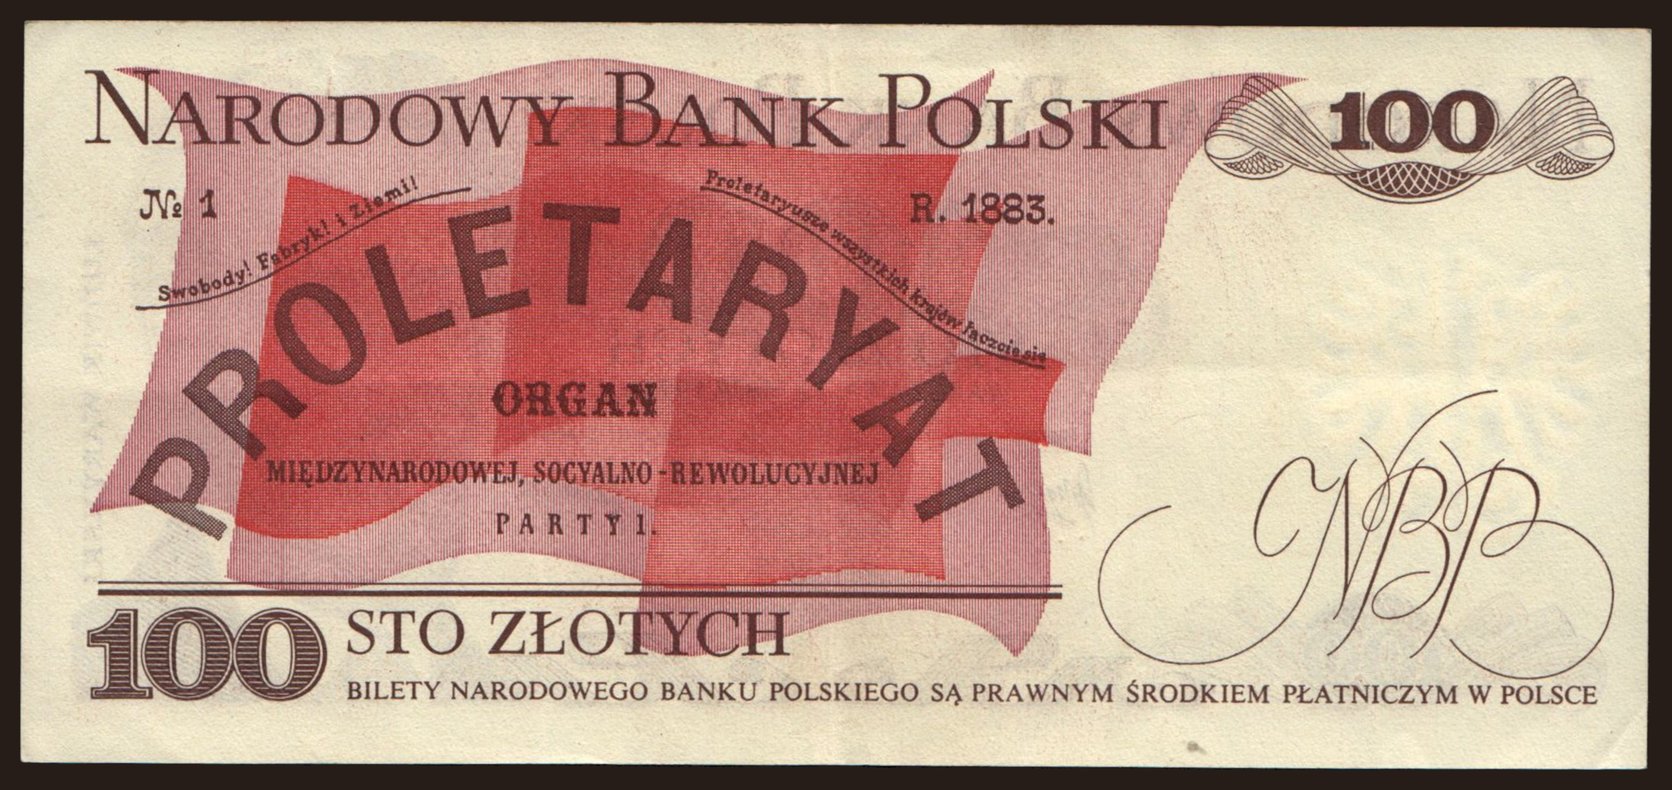 NARODOWY BANK POLSKI
100
№ 1
R. 1883.
Swobody! Fabryk! i Ziemi!
Proletaryusze wszystkich krajów łączcie się
PROLETARYAT
ORGAN
MIĘDZYNARODOWEJ, SOCYALNO-REWOLUCYJNEJ
PARTYI.
NBP
100
STO ZŁOTYCH
BILETY NARODOWEGO BANKU POLSKIEGO SĄ PRAWNYM ŚRODKIEM PŁATNICZYM W POLSCE